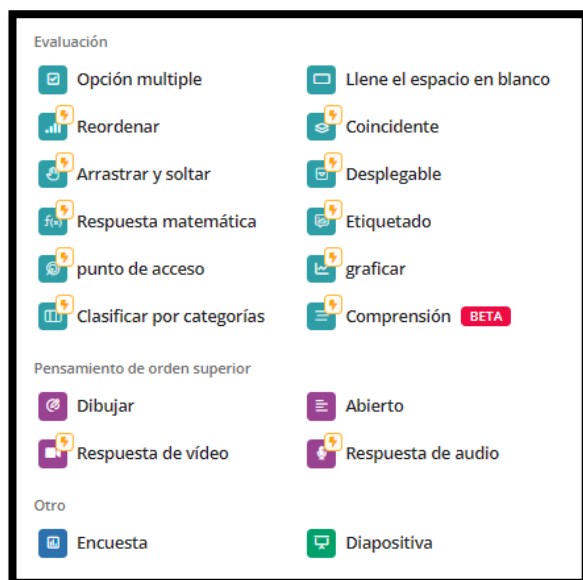 Evaluación
Opción multiple
Llene el espacio en blanco
Reordenar
Coincidente
Arrastrar y soltar
Desplegable
f(x) Respuesta matemática
Etiquetado
punto de acceso
graficar
Clasificar por categorías
Comprensión BETA
Pensamiento de orden superior
Dibujar
Abierto
Respuesta de vídeo
Respuesta de audio
Otro
Encuesta
Diapositiva